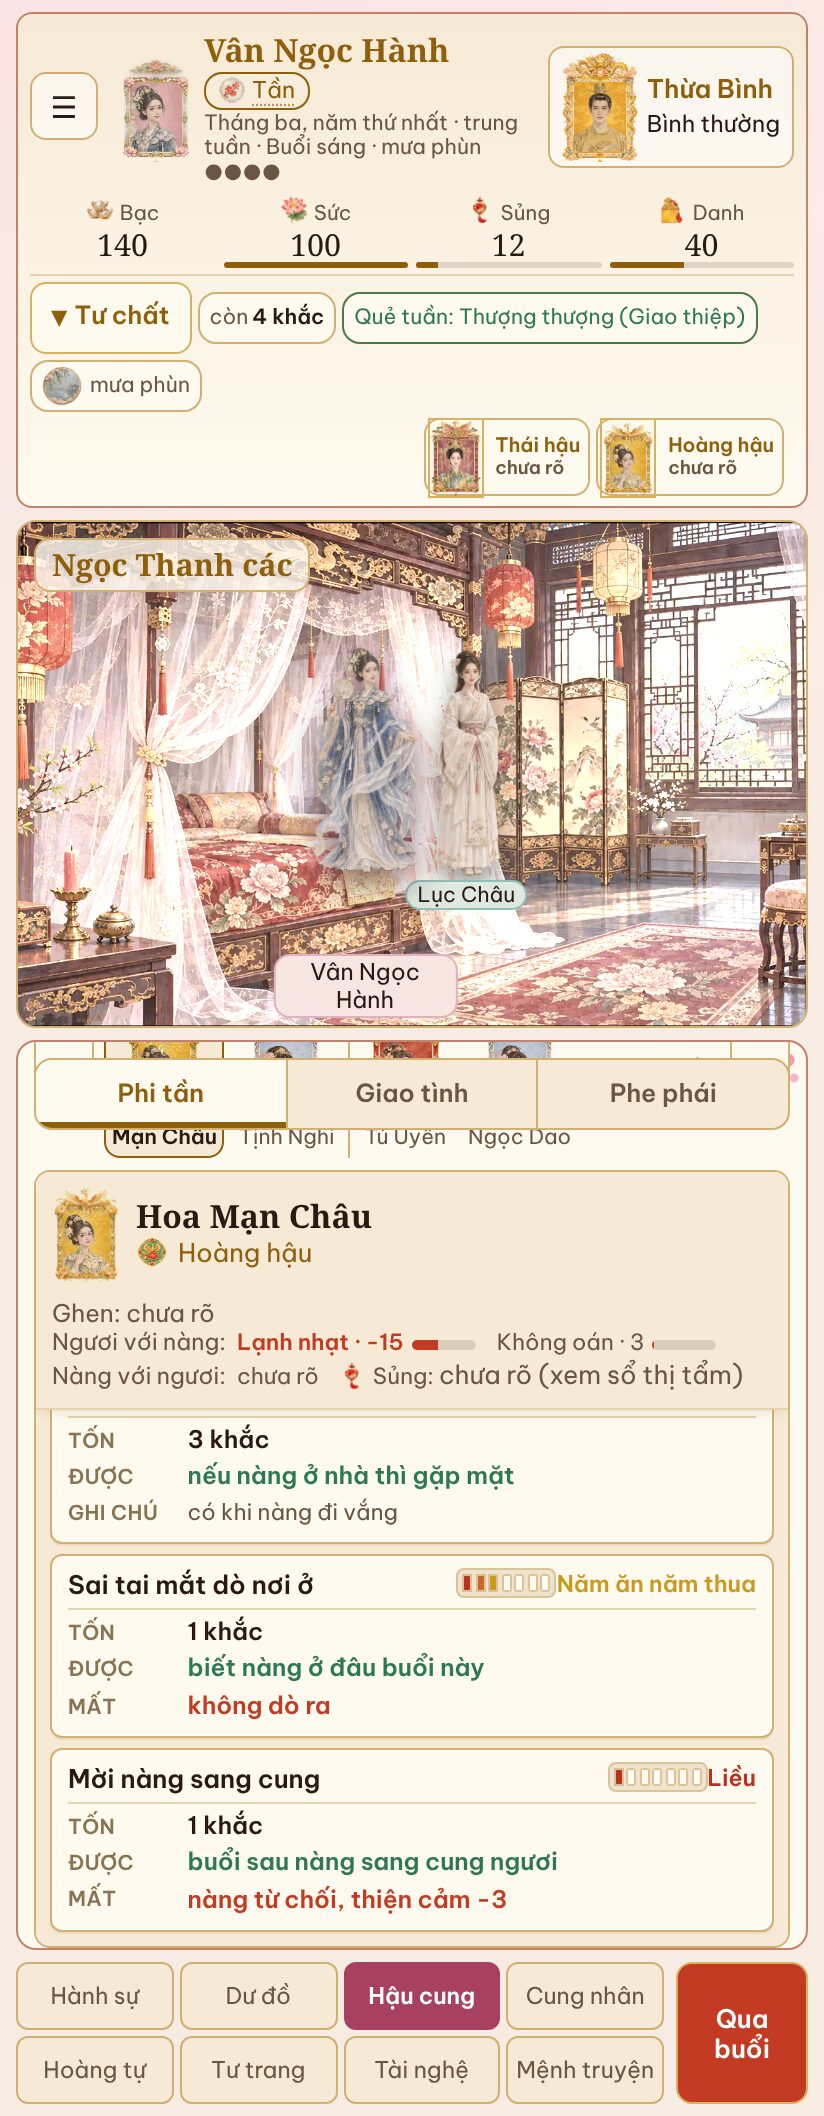 ☰
Vân Ngọc Hành
Tần
Tháng ba, năm thứ nhất · trung
tuần · Buổi sáng · mưa phùn
Thừa Bình
Bình thường
Bạc
140
Sức
100
Sủng
12
Danh
40
▼ Tư chất
còn 4 khắc
Quẻ tuần: Thượng thượng (Giao thiệp)
mưa phùn
Thái hậu
chưa rõ
Hoàng hậu
chưa rõ
Ngọc Thanh các
Lục Châu
Vân Ngọc
Hành
Phi tần
Giao tình
Phe phái
Mạn Châu
Tịnh Nghi
Tú Uyên
Ngọc Dao
Hoa Mạn Châu
Hoàng hậu
Ghen: chưa rõ
Ngươi với nàng: Lạnh nhạt · -15 Không oán · 3
Nàng với ngươi: chưa rõ Sủng: chưa rõ (xem sổ thị tẩm)
TỐN 3 khắc
ĐƯỢC nếu nàng ở nhà thì gặp mặt
GHI CHÚ có khi nàng đi vắng
Sai tai mắt dò nơi ở Năm ăn năm thua
TỐN 1 khắc
ĐƯỢC biết nàng ở đâu buổi này
MẤT không dò ra
Mời nàng sang cung Liều
TỐN 1 khắc
ĐƯỢC buổi sau nàng sang cung ngươi
MẤT nàng từ chối, thiện cảm -3
Hành sự
Dư đồ
Hậu cung
Cung nhân
Qua
buổi
Hoàng tự
Tư trang
Tài nghệ
Mệnh truyện